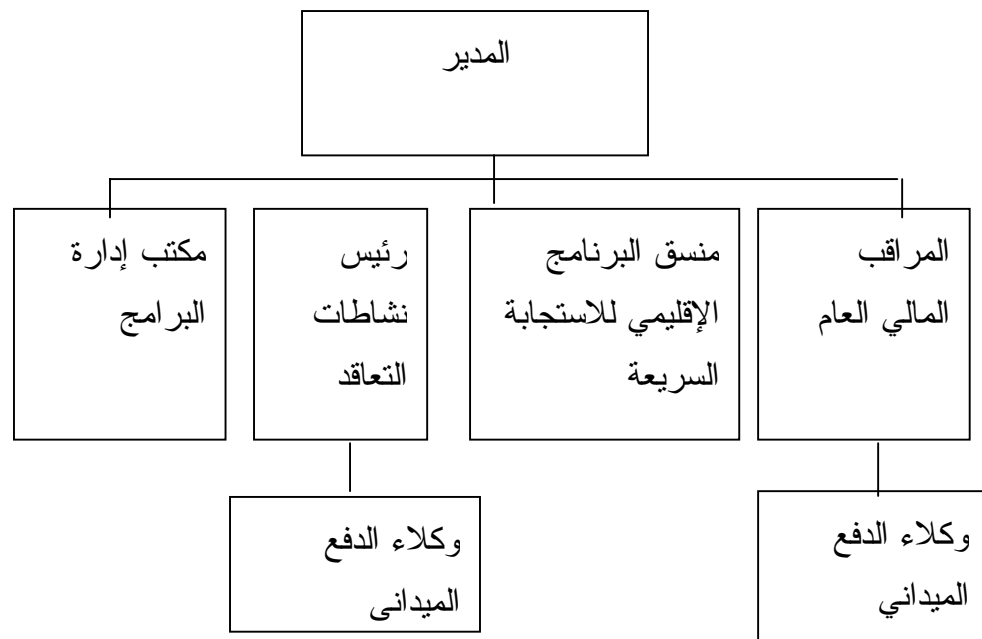 المدير
المراقب
المالي العام
منسق البرنامج
الإقليمي للاستجابة
السريعة
رئيس
نشاطات
التعاقد
مكتب إدارة
البرامج
وكلاء الدفع
الميداني
وكلاء الدفع
الميدانى